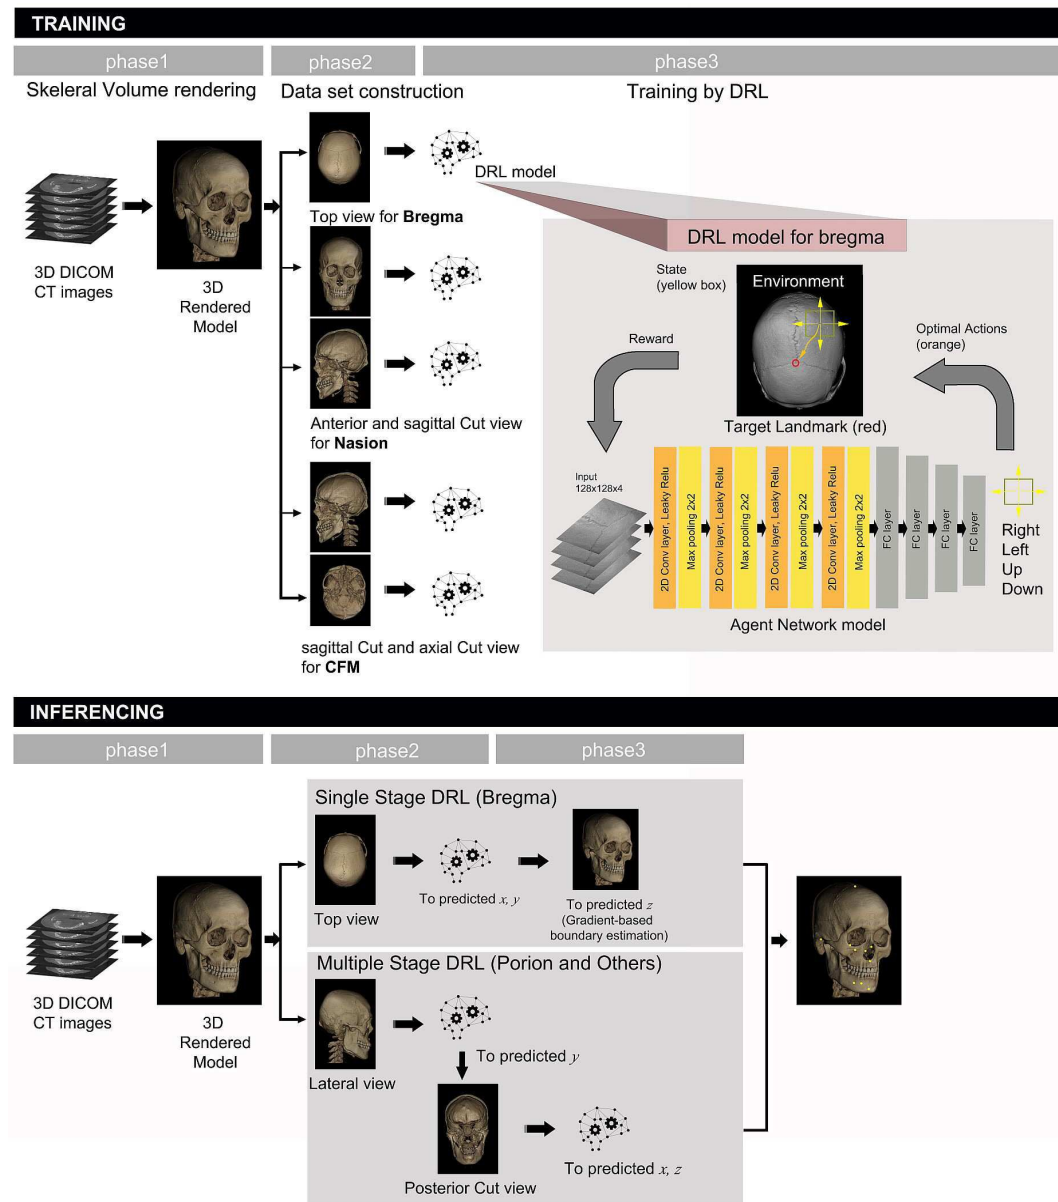 TRAINING
phase1
phase2
phase3
Skeleral Volume rendering
Data set construction
Training by DRL
DRL model
Top view for Bregma
3D DICOM
CT images
3D
Rendered
Model
Anterior and sagittal Cut view
for Nasion
sagittal Cut and axial Cut view
for CFM
DRL model for bregma
State
(yellow box)
Environment
Reward
Optimal Actions
(orange)
Target Landmark (red)
Input
128x128x4
2D Conv layer, Leaky Relu
Max pooling 2x2
2D Conv layer, Leaky Relu
Max pooling 2x2
2D Conv layer, Leaky Relu
Max pooling 2x2
2D Conv layer, Leaky Relu
Max pooling 2x2
FC layer
FC layer
FC layer
FC layer
Right
Left
Up
Down
Agent Network model
INFERENCING
phase1
phase2
phase3
3D DICOM
CT images
3D
Rendered
Model
Single Stage DRL (Bregma)
Top view
To predicted x, y
To predicted z
(Gradient-based
boundary estimation)
Multiple Stage DRL (Porion and Others)
Lateral view
To predicted y
Posterior Cut view
To predicted x, z